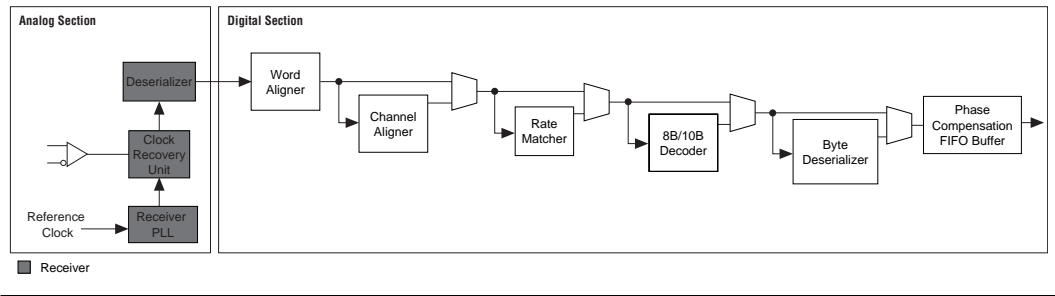 Analog Section
Digital Section
Deserializer
Word
Aligner
Channel
Aligner
Rate
Matcher
8B/10B
Decoder
Byte
Deserializer
Phase
Compensation
FIFO Buffer
Clock
Recovery
Unit
Reference
Clock
Receiver
PLL
Receiver